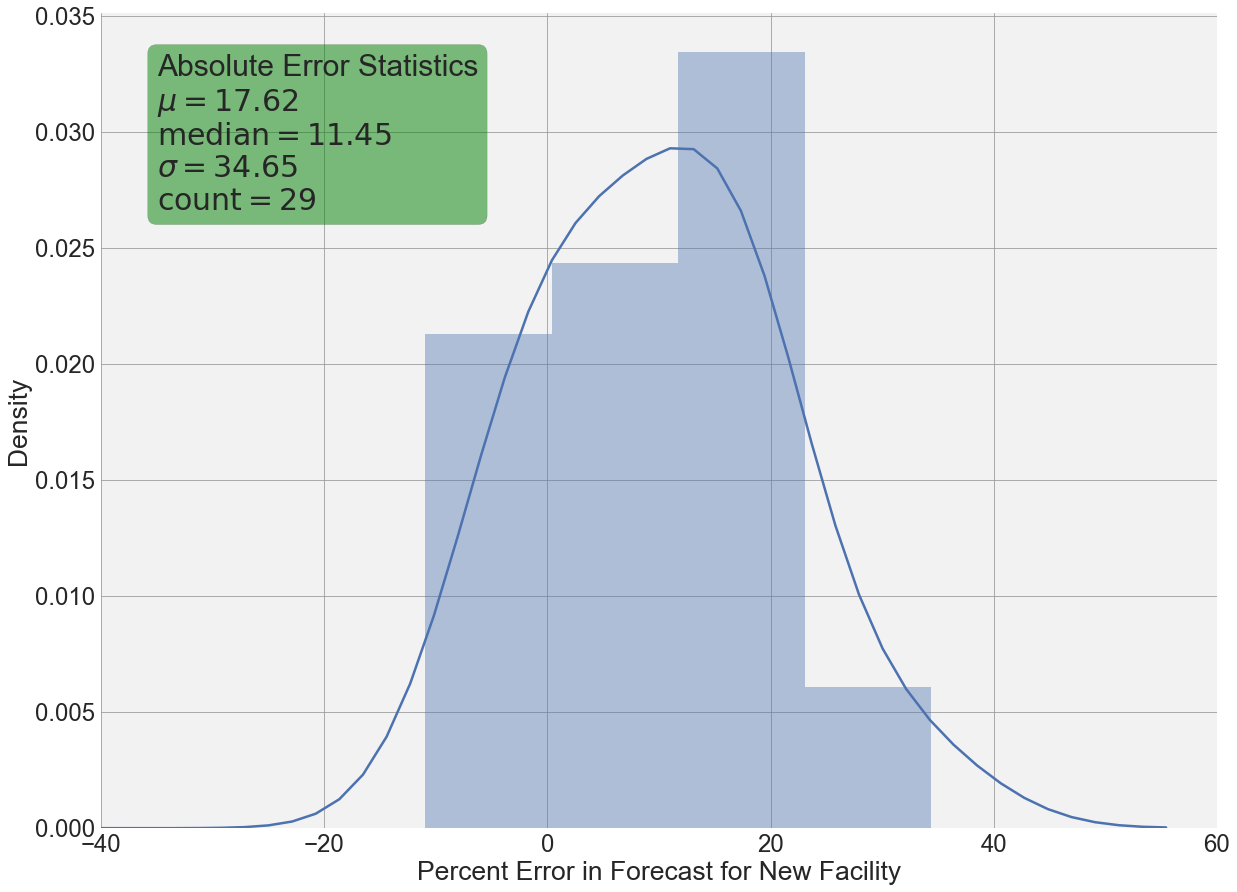 0.035
0.030
0.025
0.020
0.015
0.010
0.005
0.000
Density
Absolute Error Statistics
μ = 17.62
median = 11.45
σ = 34.65
count = 29
−40
−20
0
20
40
60
Percent Error in Forecast for New Facility